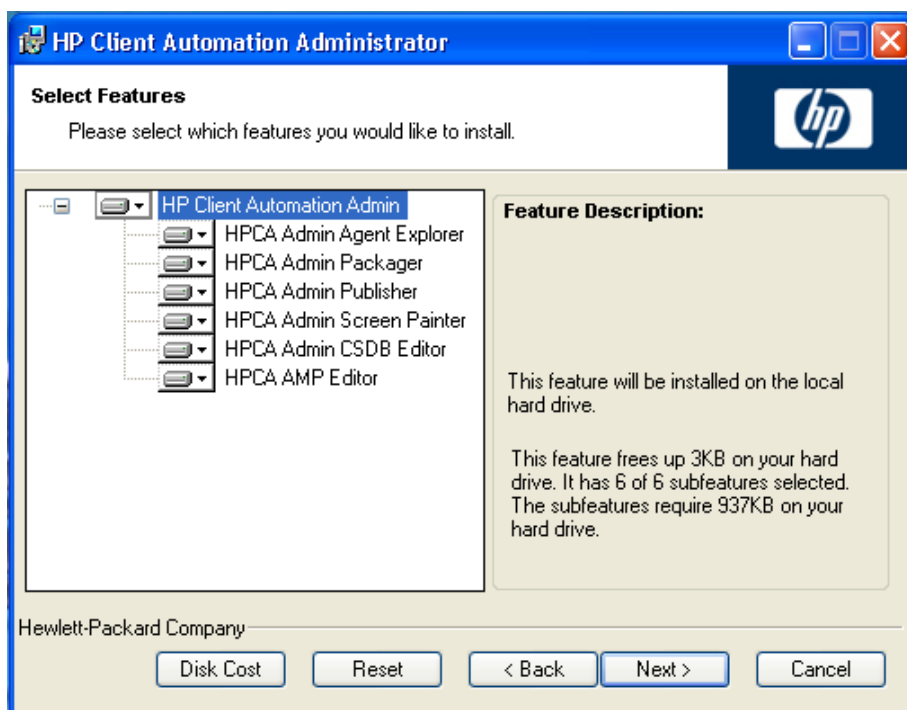 HP Client Automation Administrator
Select Features
Please select which features you would like to install.
hp
HP Client Automation Admin
HPCA Admin Agent Explorer
HPCA Admin Packager
HPCA Admin Publisher
HPCA Admin Screen Painter
HPCA Admin CSDB Editor
HPCA AMP Editor
Feature Description:
This feature will be installed on the local
hard drive.
This feature frees up 3KB on your hard
drive. It has 6 of 6 subfeatures selected.
The subfeatures require 937KB on your
hard drive.
Hewlett-Packard Company
Disk Cost
Reset
< Back
Next >
Cancel